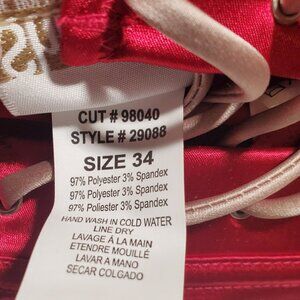 CUT # 98040
STYLE # 29088
SIZE 34
97% Polyester 3% Spandex
97% Polyester 3% Spandex
97% Poliester 3% Spandex
HAND WASH IN COLD WATER
LINE DRY
LAVAGE À LA MAIN
ETENDRE MOUILLÉ
LAVAR A MANO
SECAR COLGADO